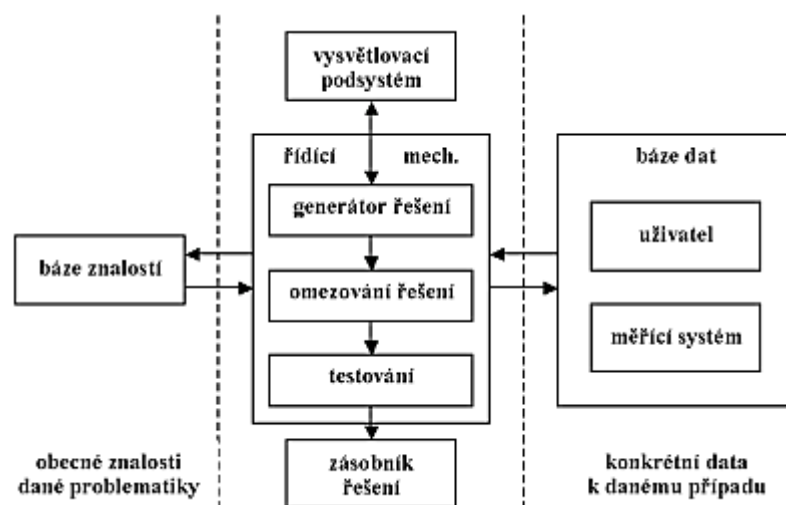 vysvětlovací
podsystém
řídící mech.
generátor řešení
omezování řešení
testování
zásobník
řešení
báze znalostí
báze dat
uživatel
měřící systém
obecné znalosti
dané problematiky
konkrétní data
k danému případu